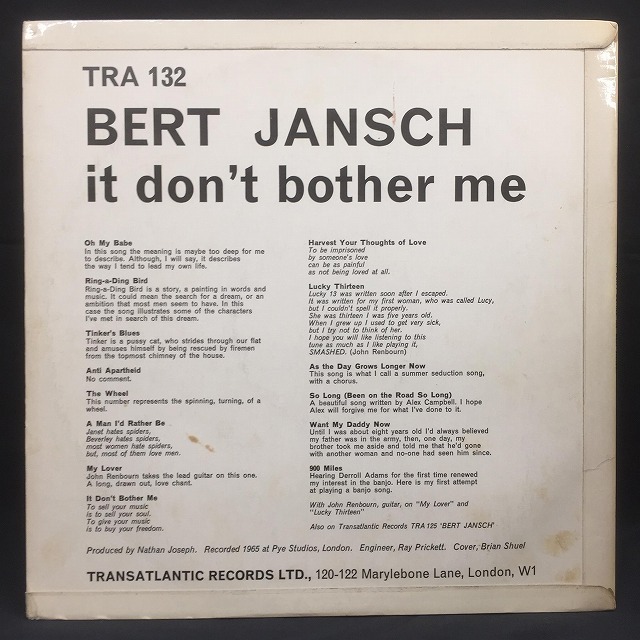 TRA 132
BERT JANSCH
it don't bother me
Oh My Babe
In this song the meaning is maybe too deep for me
to describe. Although, I will say, it describes
the way I tend to lead my own life.
Ring-a-Ding Bird
Ring-a-Ding Bird is a story, a painting in words and
music. It could mean the search for a dream, or an
ambition that most men seem to have. In this
case the song illustrates some of the characters
I've met in search of this dream.
Tinker's Blues
Tinker is a pussy cat, who strides through our flat
and amuses himself by being rescued by firemen
from the topmost chimney of the house.
Anti Apartheid
No comment.
The Wheel
This number represents the spinning, turning, of a
wheel.
A Man I'd Rather Be
Janet hates spiders,
Beverley hates spiders,
most women hate spiders,
but, most of them love men.
My Lover
John Renbourn takes the lead guitar on this one.
A long, drawn out, love chant.
It Don't Bother Me
To sell your music
is to sell your soul.
To give your music
is to buy your freedom.
Harvest Your Thoughts of Love
To be imprisoned
by someone's love
can be as painful
as not being loved at all.
Lucky Thirteen
Lucky 13 was written soon after I escaped.
It was written for my first woman, who was called Lucy,
but I couldn't spell it properly.
She was thirteen I was five years old.
When I grew up I used to get very sick,
but I try not to think of her.
I hope you will like listening to this
tune as much as I like playing it,
SMASHED. (John Renbourn)
As the Day Grows Longer Now
This song is what I call a summer seduction song,
with a chorus.
So Long (Been on the Road So Long)
A beautiful song written by Alex Campbell. I hope
Alex will forgive me for what I've done to it.
Want My Daddy Now
Until I was about eight years old I'd always believed
my father was in the army, then, one day, my
brother took me aside and told me that he'd gone
with another woman and no-one had seen him since.
900 Miles
Hearing Derroll Adams for the first time renewed
my interest in the banjo. Here is my first attempt
at playing a banjo song.
With John Renbourn, guitar, on "My Lover" and
"Lucky Thirteen"
Also on Transatlantic Records TRA 125 'BERT JANSCH'
Produced by Nathan Joseph. Recorded 1965 at Pye Studios, London. Engineer, Ray Prickett. Cover, Brian Shuel
TRANSATLANTIC RECORDS LTD., 120-122 Marylebone Lane, London, W1